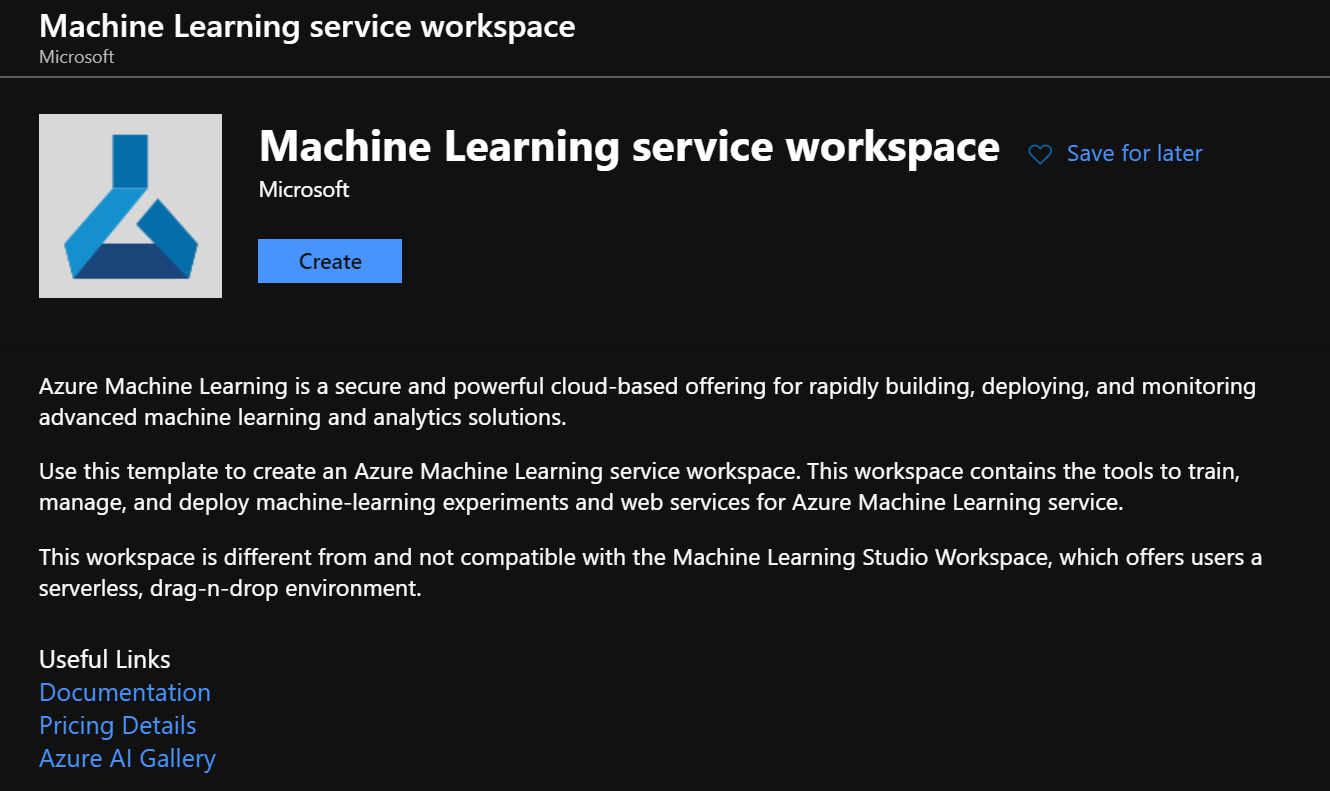 Machine Learning service workspace
Microsoft
Machine Learning service workspace
Save for later
Microsoft
Create
Azure Machine Learning is a secure and powerful cloud-based offering for rapidly building, deploying, and monitoring
advanced machine learning and analytics solutions.
Use this template to create an Azure Machine Learning service workspace. This workspace contains the tools to train,
manage, and deploy machine-learning experiments and web services for Azure Machine Learning service.
This workspace is different from and not compatible with the Machine Learning Studio Workspace, which offers users a
serverless, drag-n-drop environment.
Useful Links
Documentation
Pricing Details
Azure AI Gallery